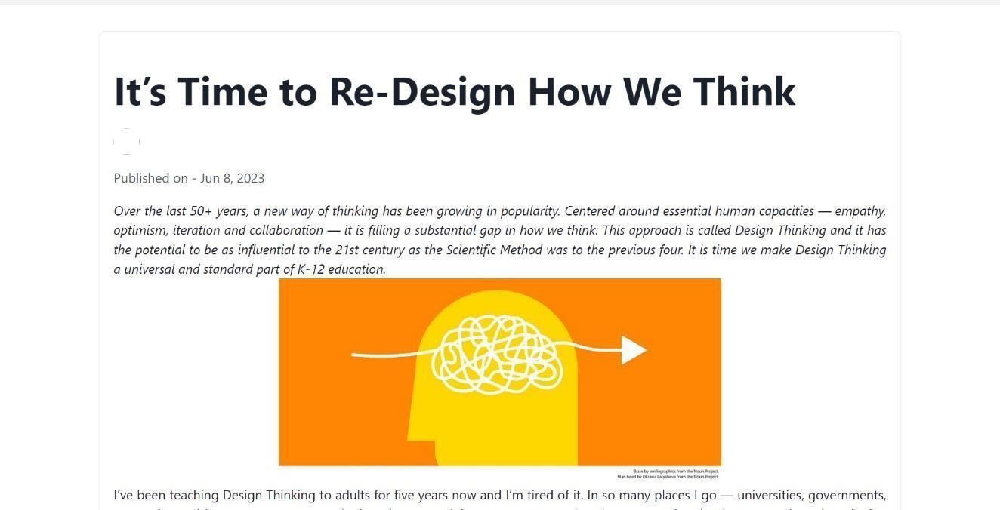 It’s Time to Re-Design How We Think
Published on - Jun 8, 2023
Over the last 50+ years, a new way of thinking has been growing in popularity. Centered around essential human capacities — empathy,
optimism, iteration and collaboration — it is filling a substantial gap in how we think. This approach is called Design Thinking and it has
the potential to be as influential to the 21st century as the Scientific Method was to the previous four. It is time we make Design Thinking
a universal and standard part of K-12 education.
Brain by emiliegraphics from the Noun Project.
Man head by Oksana Latysheva from the Noun Project.
I’ve been teaching Design Thinking to adults for five years now and I’m tired of it. In so many places I go — universities, governments,